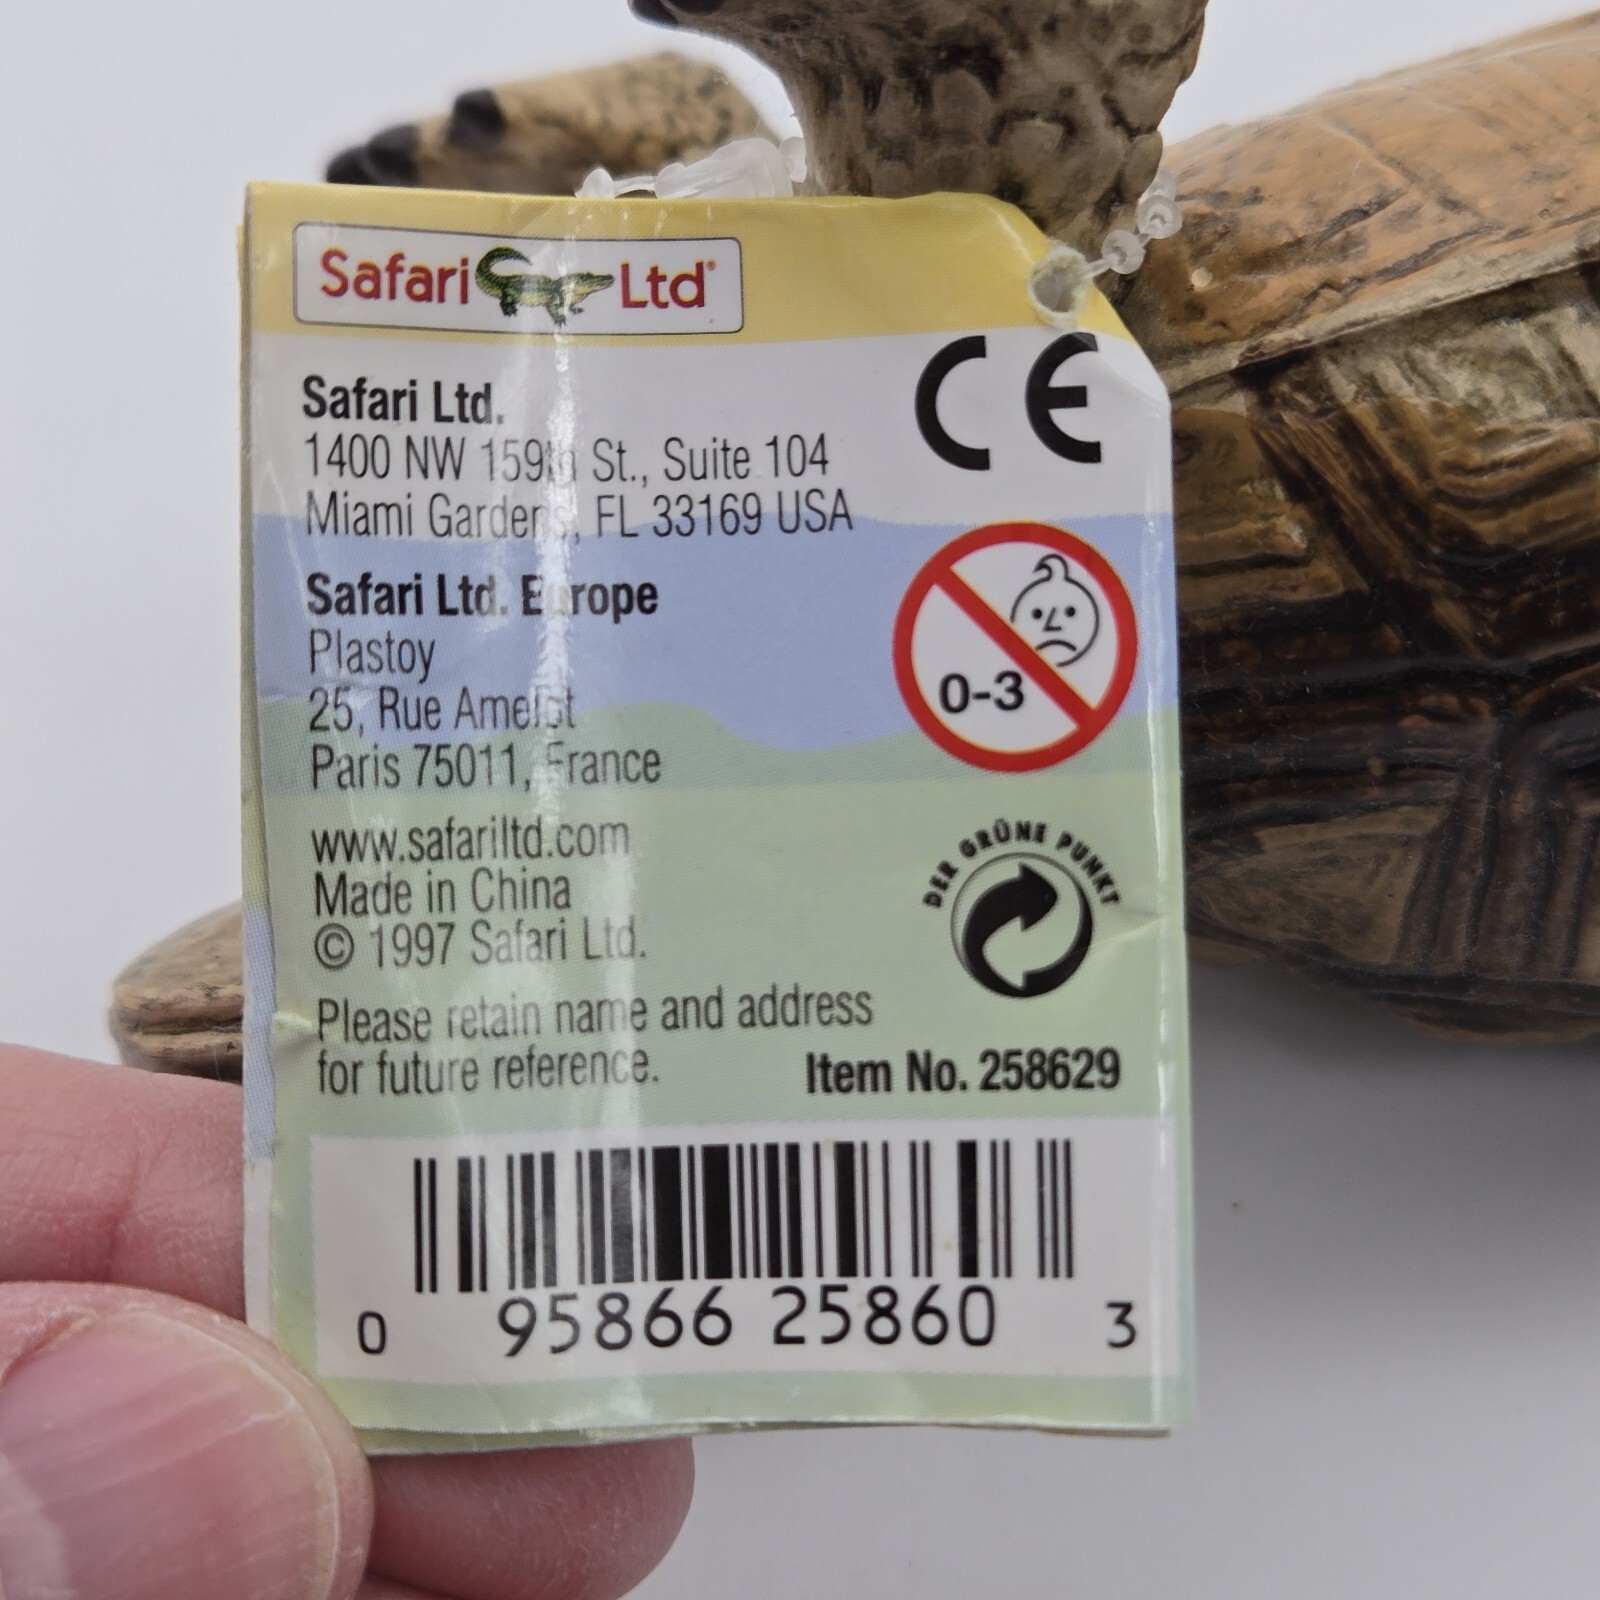 Safari Ltd®
CE
Safari Ltd.
1400 NW 159th St., Suite 104
Miami Gardens, FL 33169 USA
Safari Ltd. Europe
Plastoy
25, Rue Amelot
Paris 75011, France
0-3
www.safariltd.com
Made in China
© 1997 Safari Ltd.
DER GRÜNE PUNKT
Please retain name and address
for future reference.
Item No. 258629
0 95866 25860 3